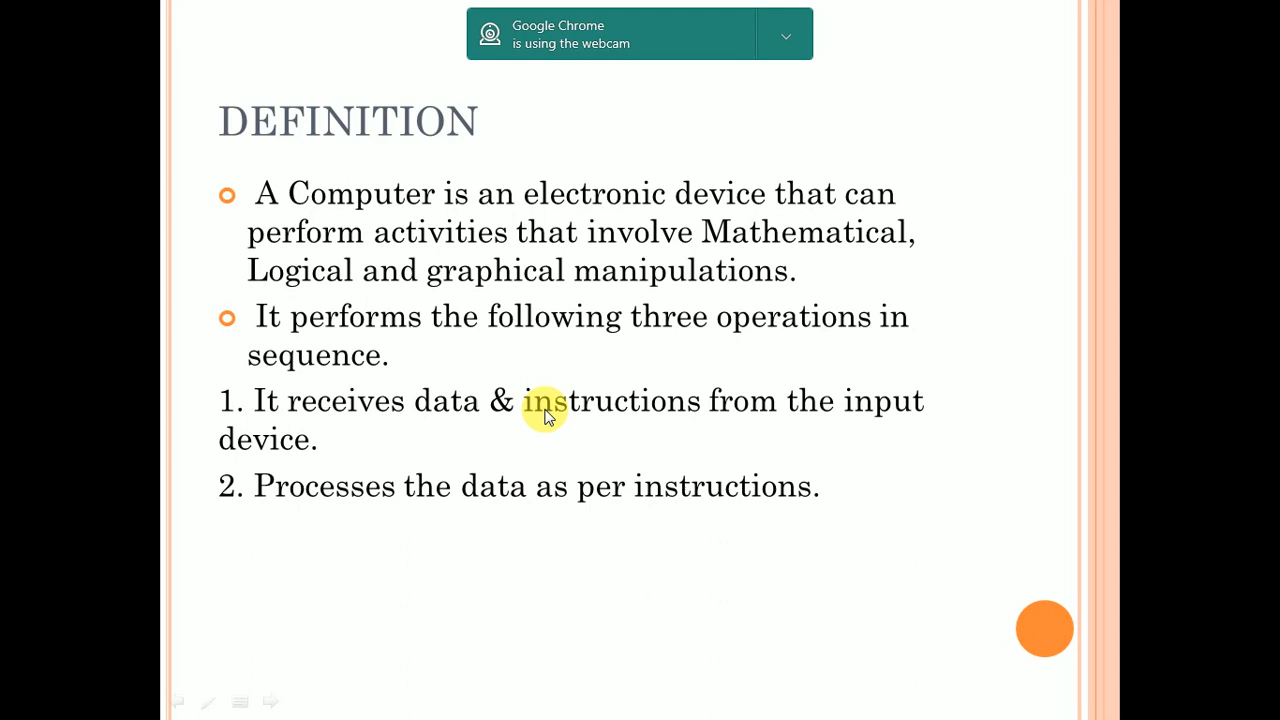 Google Chrome
is using the webcam
DEFINITION
A Computer is an electronic device that can
perform activities that involve Mathematical,
Logical and graphical manipulations.
It performs the following three operations in
sequence.
1. It receives data & instructions from the input
device.
2. Processes the data as per instructions.